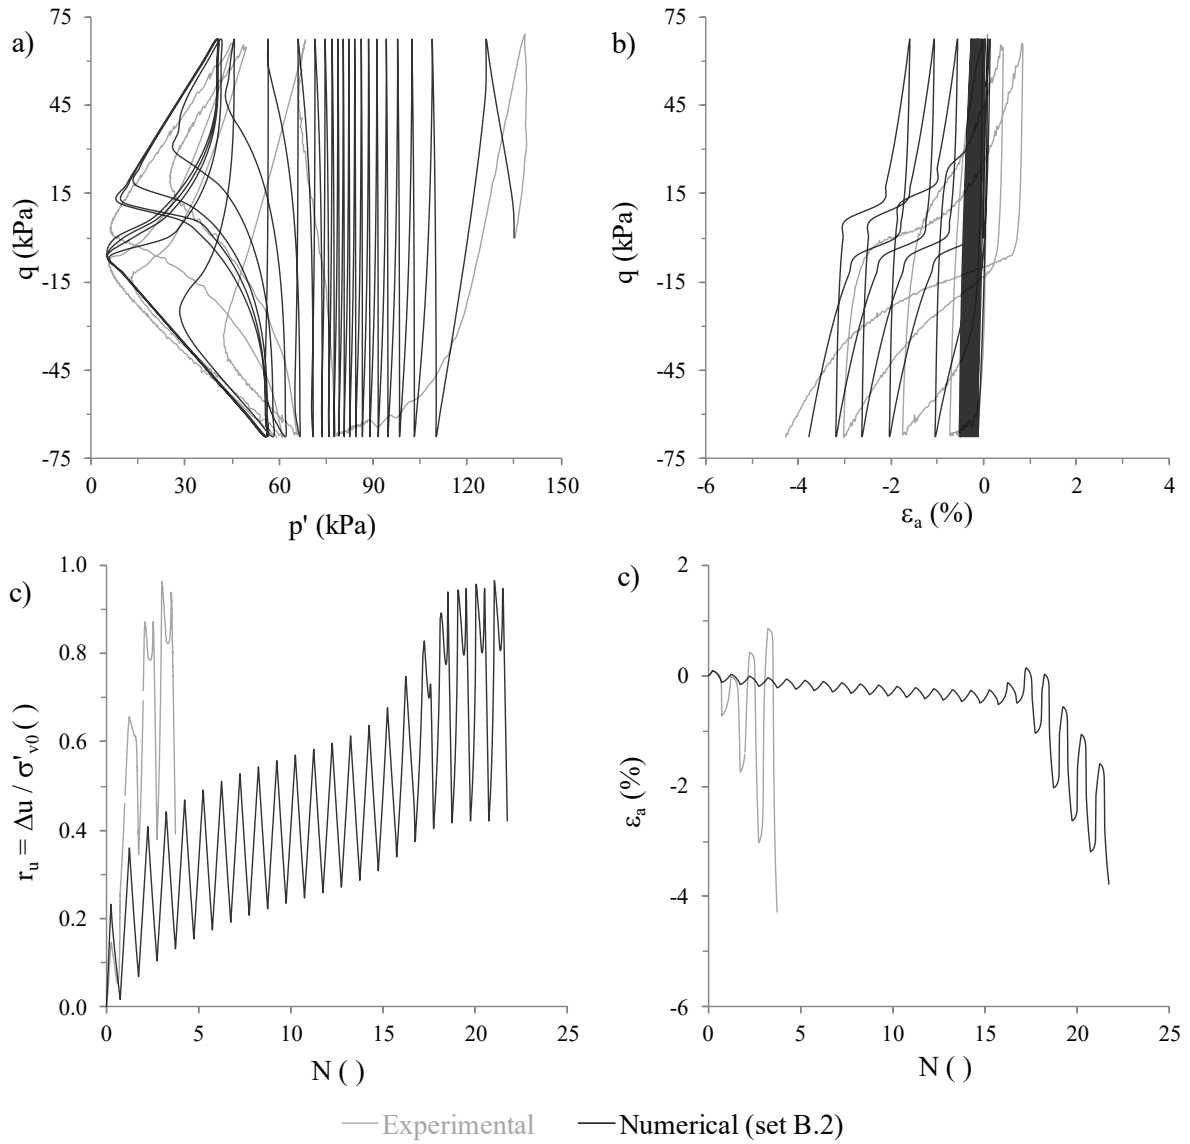 a)
75
45
15
-15
-45
-75
q (kPa)
0 30 60 90 120 150
p' (kPa)
b)
75
45
15
-15
-45
-75
q (kPa)
-6 -4 -2 0 2 4
εa (%)
c)
1.0
0.8
0.6
0.4
0.2
0.0
ru = Δu / σ'v0 ( )
0 5 10 15 20 25
N ( )
c)
2
0
-2
-4
-6
εa (%)
0 5 10 15 20 25
N ( )
Experimental Numerical (set B.2)